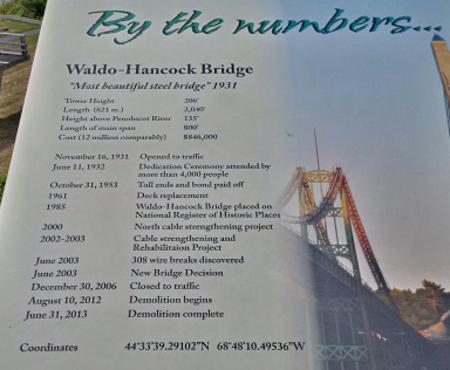 By the numbers...
Waldo-Hancock Bridge
"Most beautiful steel bridge" 1931
Tower Height 206'
Length (621 m.) 2,040'
Height above Penobscot River 135'
Length of main span 800'
Cost (12 million comparably) $846,000
November 16, 1931 Opened to traffic
June 11, 1932 Dedication Ceremony attended by
more than 4,000 people
October 31, 1953 Toll ends and bond paid off
1961 Deck replacement
1985 Waldo-Hancock Bridge placed on
National Register of Historic Places
2000 North cable strengthening project
2002-2003 Cable strengthening and
Rehabilitaion Project
June 2003 308 wire breaks discovered
June 2003 New Bridge Decision
December 30, 2006 Closed to traffic
August 10, 2012 Demolition begins
June 31, 2013 Demolition complete
Coordinates 44°33'39.29102"N 68°48'10.49536"W